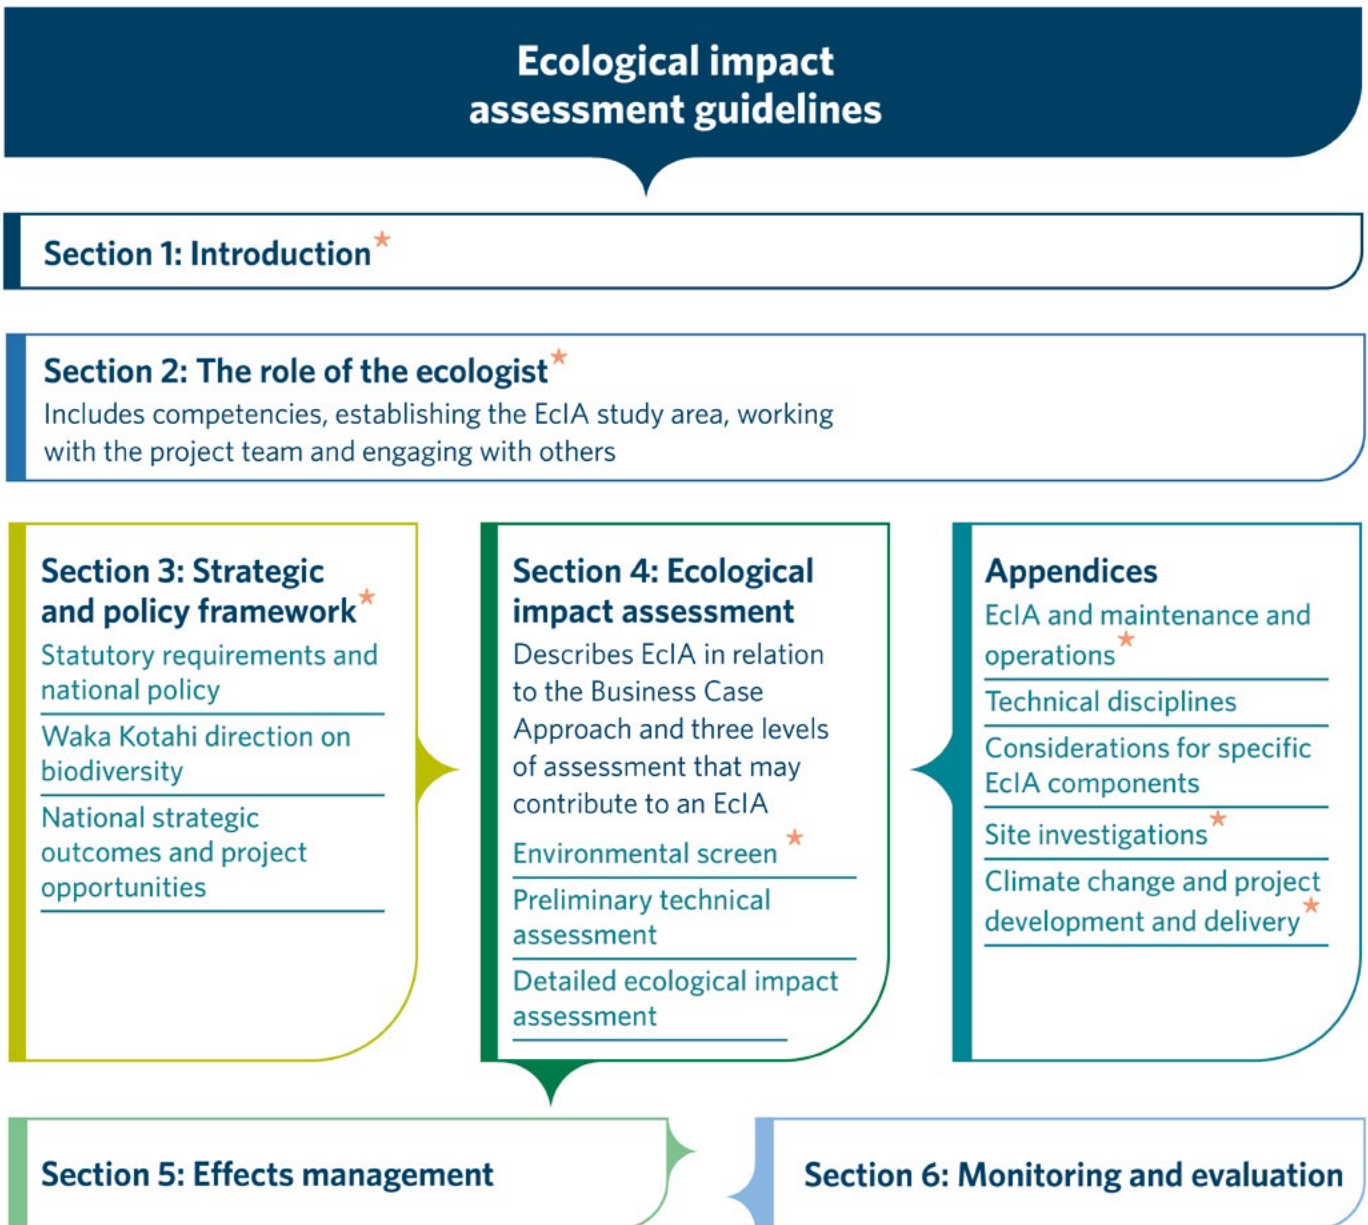 Ecological impact
assessment guidelines
Section 1: Introduction*
Section 2: The role of the ecologist*
Includes competencies, establishing the EcIA study area, working
with the project team and engaging with others
Section 3: Strategic
and policy framework*
Statutory requirements and
national policy
Waka Kotahi direction on
biodiversity
National strategic
outcomes and project
opportunities
Section 4: Ecological
impact assessment
Describes EcIA in relation
to the Business Case
Approach and three levels
of assessment that may
contribute to an EcIA
Environmental screen *
Preliminary technical
assessment
Detailed ecological impact
assessment
Appendices
EcIA and maintenance and
operations*
Technical disciplines
Considerations for specific
EcIA components
Site investigations*
Climate change and project
development and delivery*
Section 5: Effects management
Section 6: Monitoring and evaluation